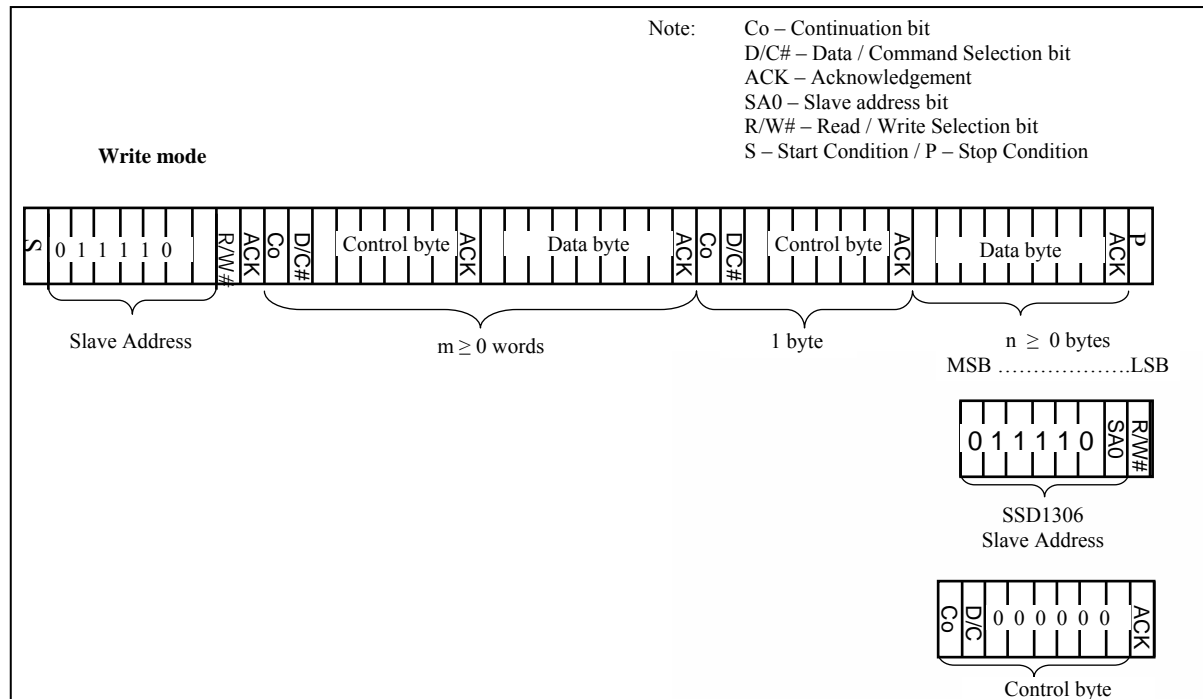 Note: Co – Continuation bit
D/C# – Data / Command Selection bit
ACK – Acknowledgement
SA0 – Slave address bit
R/W# – Read / Write Selection bit
S – Start Condition / P – Stop Condition
Write mode
S 0 1 1 1 1 0 R/W# ACK Co D/C# Control byte ACK Data byte ACK Co D/C# Control byte ACK Data byte ACK P
Slave Address m ≥ 0 words 1 byte n ≥ 0 bytes
MSB ....................LSB
0 1 1 1 1 0 SA0 R/W#
SSD1306
Slave Address
Co D/C 0 0 0 0 0 0 ACK
Control byte